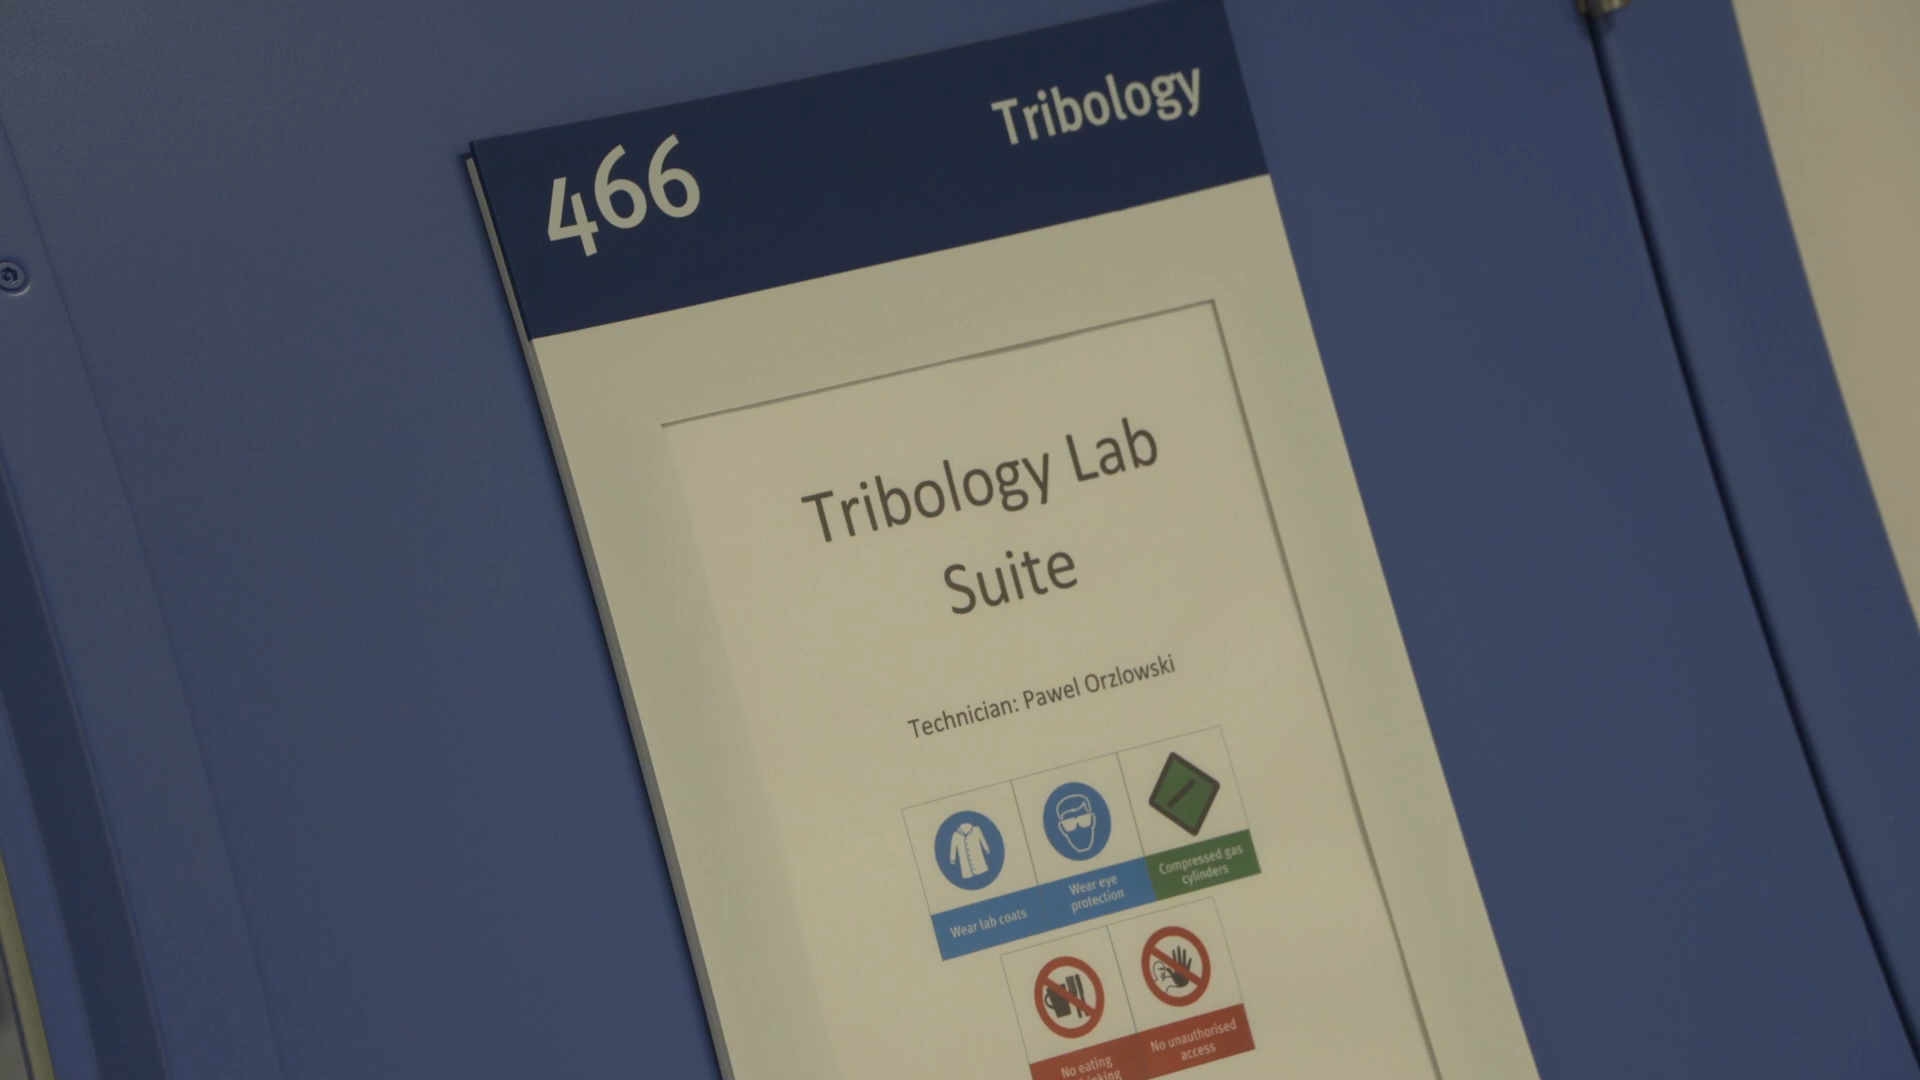 466
Tribology
Tribology Lab
Suite
Technician: Pawel Orzlowski
Wear lab coats
Wear eye
protection
Compressed gas
cylinders
No eating
No unauthorised
access